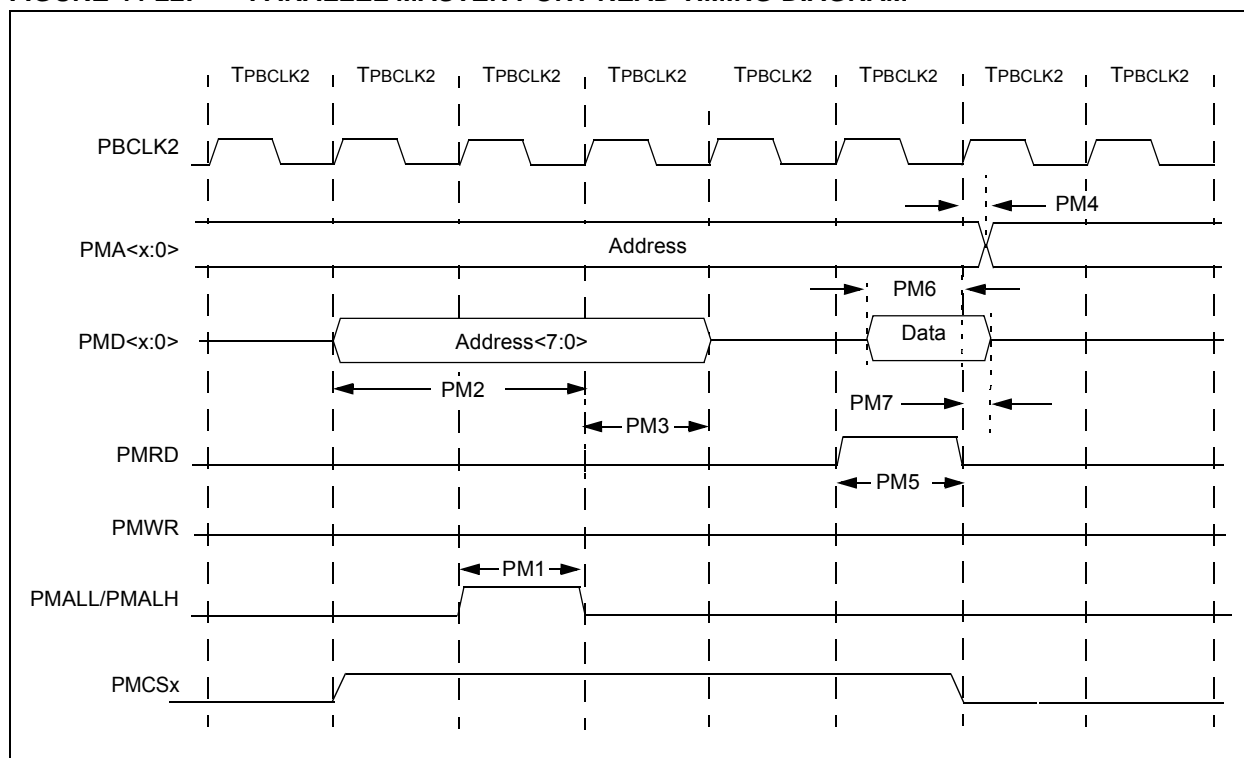 TPBCLK2 TPBCLK2 TPBCLK2 TPBCLK2 TPBCLK2 TPBCLK2 TPBCLK2 TPBCLK2
PBCLK2
PM4
PMA<x:0>
Address
PM6
PMD<x:0>
Address<7:0>
Data
PM2
PM7
PM3
PMRD
PM5
PMWR
PM1
PMALL/PMALH
PMCSx